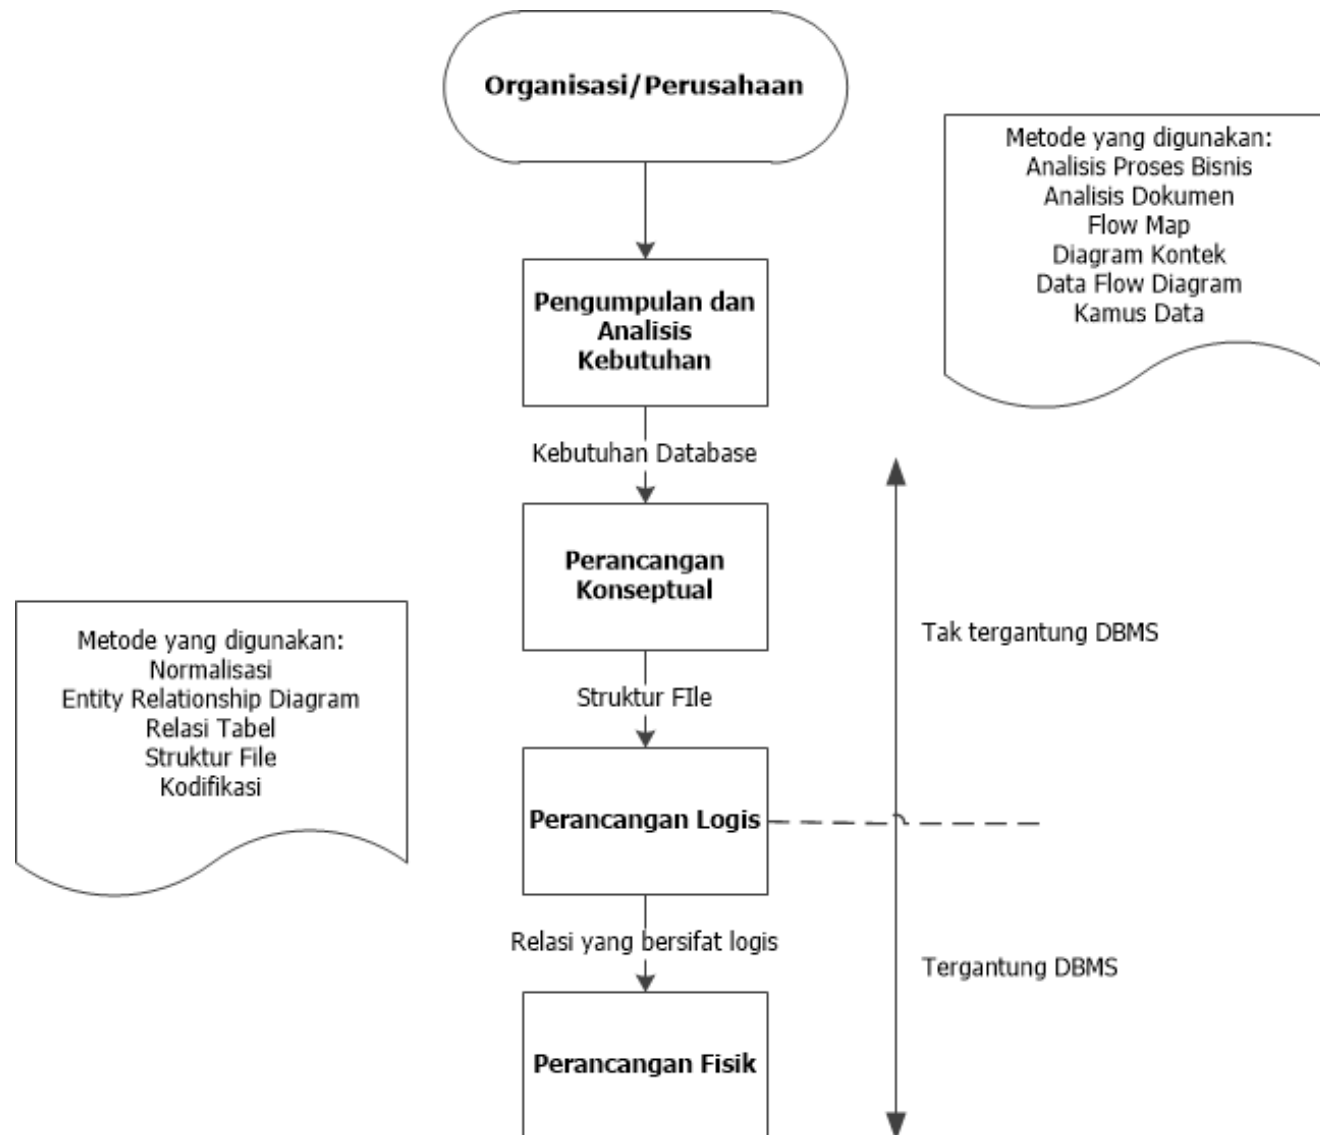 Organisasi/Perusahaan
Metode yang digunakan:
Analisis Proses Bisnis
Analisis Dokumen
Flow Map
Diagram Kontek
Data Flow Diagram
Kamus Data
Pengumpulan dan
Analisis
Kebutuhan
Kebutuhan Database
Perancangan
Konseptual
Tak tergantung DBMS
Metode yang digunakan:
Normalisasi
Entity Relationship Diagram
Relasi Tabel
Struktur File
Kodifikasi
Struktur FIle
Perancangan Logis
Relasi yang bersifat logis
Tergantung DBMS
Perancangan Fisik